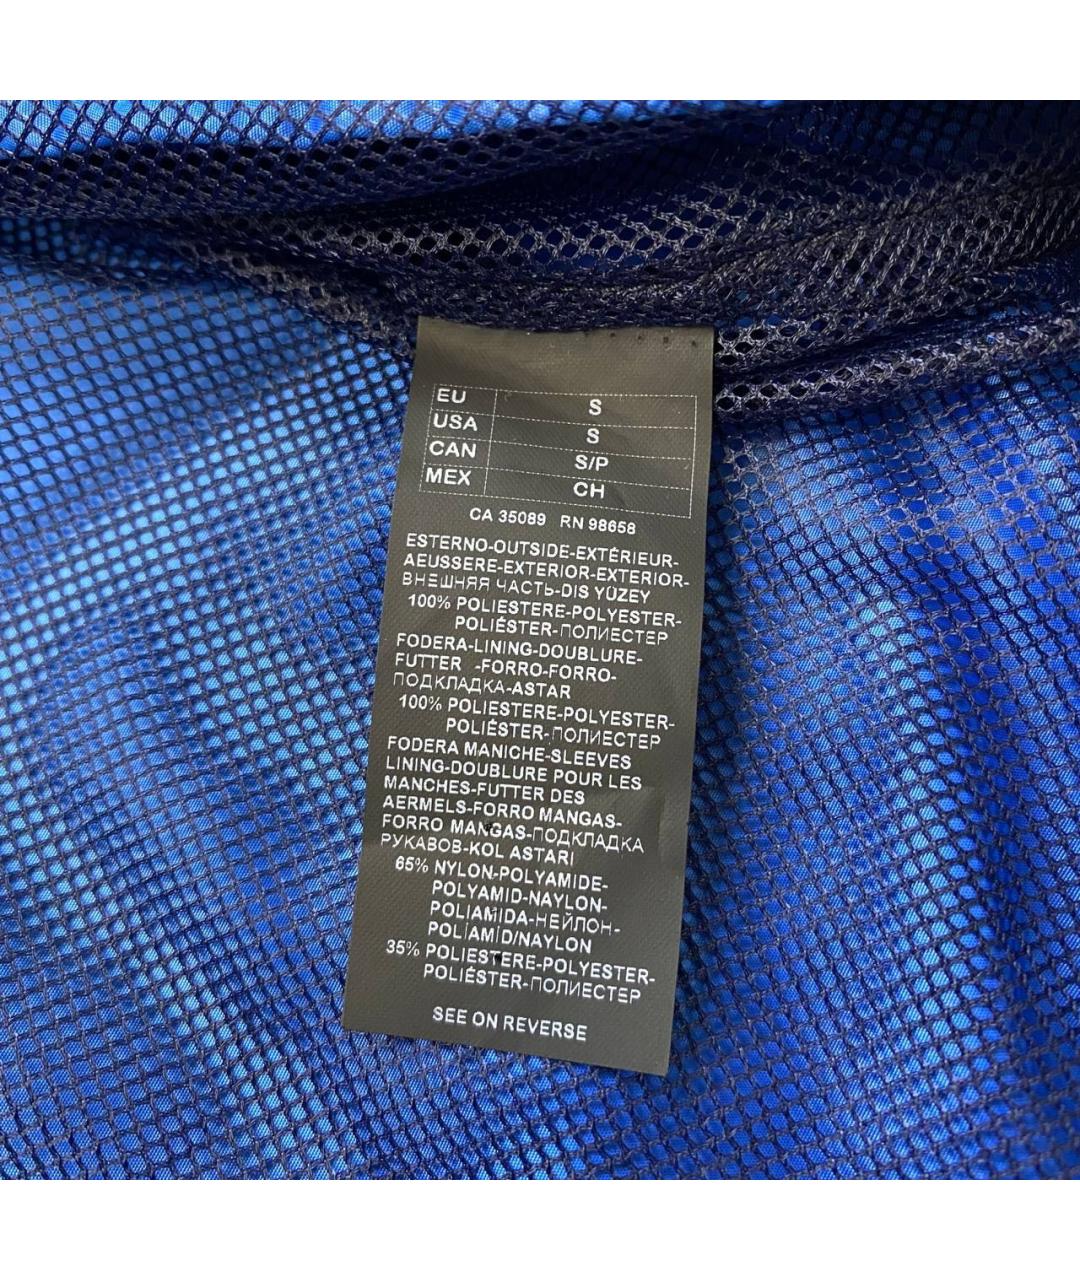 EU S
USA S
CAN S/P
MEX CH
CA 35089 RN 98658
ESTERNO-OUTSIDE-EXTÉRIEUR-
AEUSSERE-EXTERIOR-EXTERIOR-
ВНЕШНЯЯ ЧАСТЬ-DIS YÜZEY
100% POLIESTERE-POLYESTER-
POLIÉSTER-ПОЛИЕСТЕР
FODERA-LINING-DOUBLURE-
FUTTER -FORRO-FORRO-
ПОДКЛАДКА-ASTAR
100% POLIESTERE-POLYESTER-
POLIÉSTER-ПОЛИЕСТЕР
FODERA MANICHE-SLEEVES
LINING-DOUBLURE POUR LES
MANCHES-FUTTER DES
AERMELS-FORRO MANGAS-
FORRO MANGAS-ПОДКЛАДКА
РУКАВОВ-KOL ASTARI
65% NYLON-POLYAMIDE-
POLYAMID-NAYLON-
POLIAMIDA-НЕЙЛОН-
POLIAMID/NAYLON
35% POLIESTERE-POLYESTER-
POLIÉSTER-ПОЛИЕСТЕР
SEE ON REVERSE